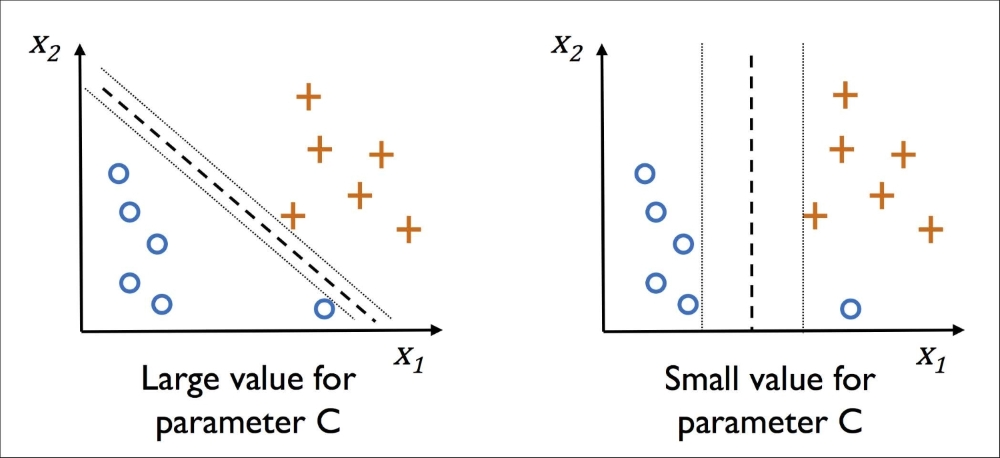 x₂
x₁
Large value for
parameter C
x₂
x₁
Small value for
parameter C